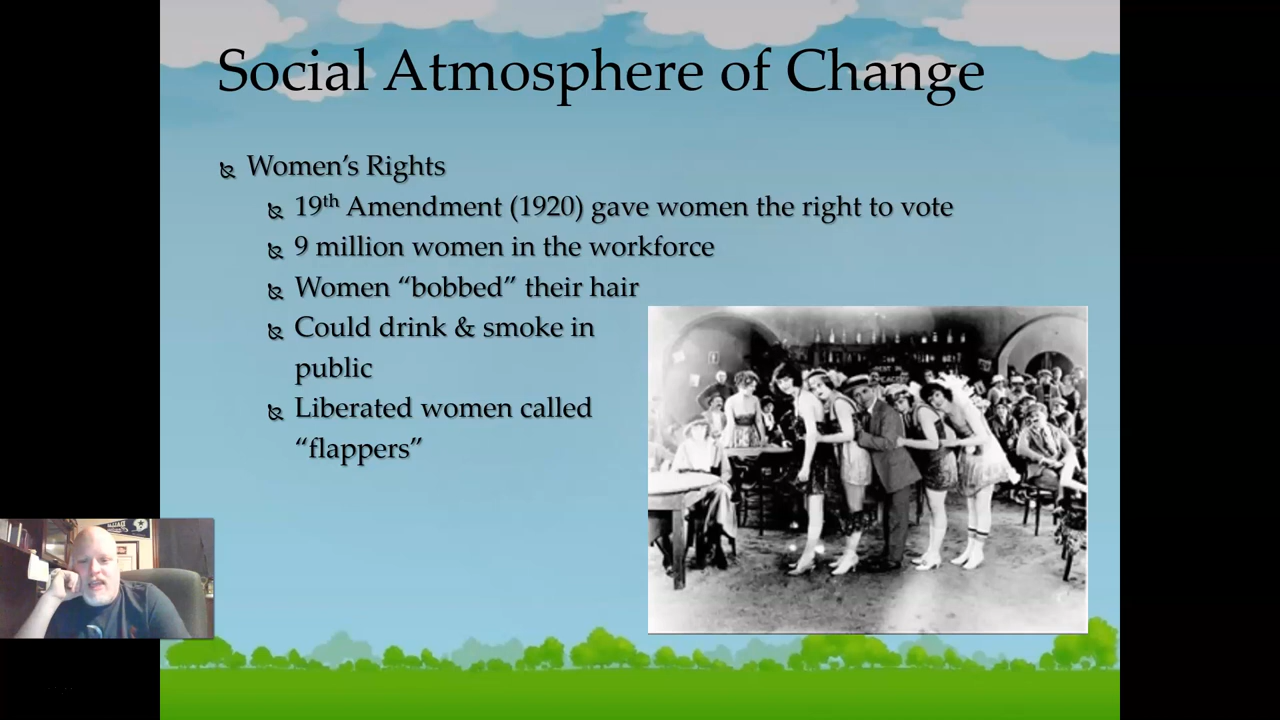 Social Atmosphere of Change
Women’s Rights
19th Amendment (1920) gave women the right to vote
9 million women in the workforce
Women “bobbed” their hair
Could drink & smoke in
public
Liberated women called
“flappers”